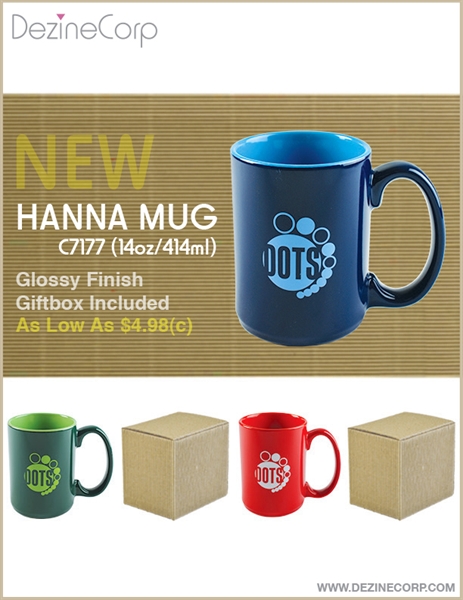 DezineCorp
NEW
HANNA MUG
C7177 (14oz/414ml)
Glossy Finish
Giftbox Included
As Low As $4.98(c)
DOTS
DOTS
DOTS
WWW.DEZINECORP.COM